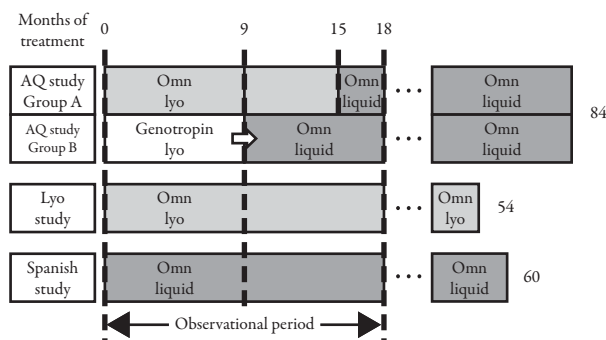 Months of
treatment
0 9 15 18
AQ study
Group A
Omn
lyo
Omn
liquid
...
Omn
liquid
84
AQ study
Group B
Genotropin
lyo
Omn
liquid
...
Omn
liquid
Lyo
study
Omn
lyo
...
Omn
lyo
54
Spanish
study
Omn
liquid
...
Omn
liquid
60
Observational period